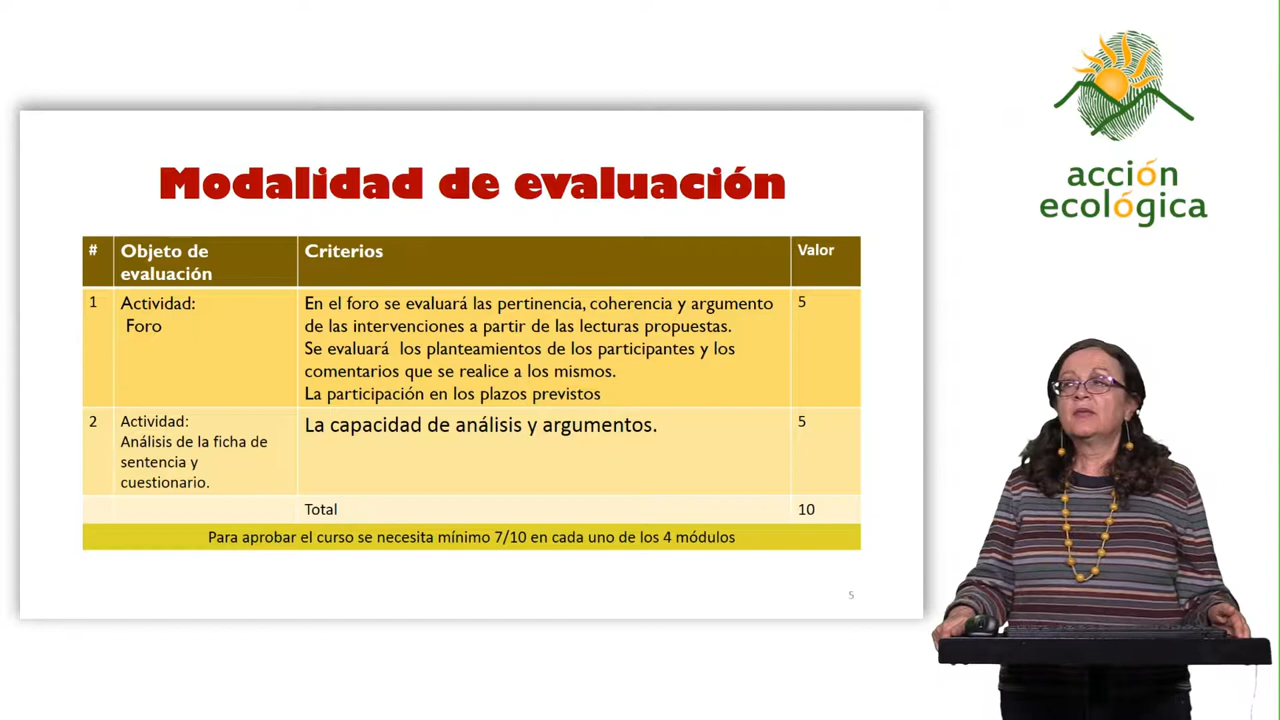 acción
ecológica
Modalidad de evaluación
#
Objeto de
evaluación
Criterios
Valor
1
Actividad:
Foro
En el foro se evaluará las pertinencia, coherencia y argumento
de las intervenciones a partir de las lecturas propuestas.
Se evaluará los planteamientos de los participantes y los
comentarios que se realice a los mismos.
La participación en los plazos previstos
5
2
Actividad:
Análisis de la ficha de
sentencia y
cuestionario.
La capacidad de análisis y argumentos.
5
Total
10
Para aprobar el curso se necesita mínimo 7/10 en cada uno de los 4 módulos
5